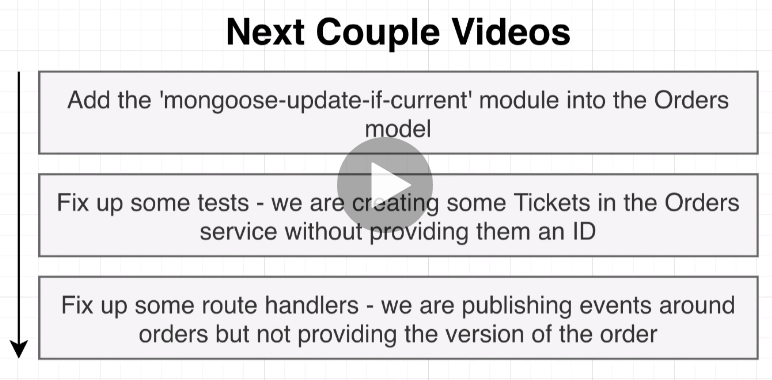 Next Couple Videos
Add the 'mongoose-update-if-current' module into the Orders
model
Fix up some tests - we are creating some Tickets in the Orders
service without providing them an ID
Fix up some route handlers - we are publishing events around
orders but not providing the version of the order